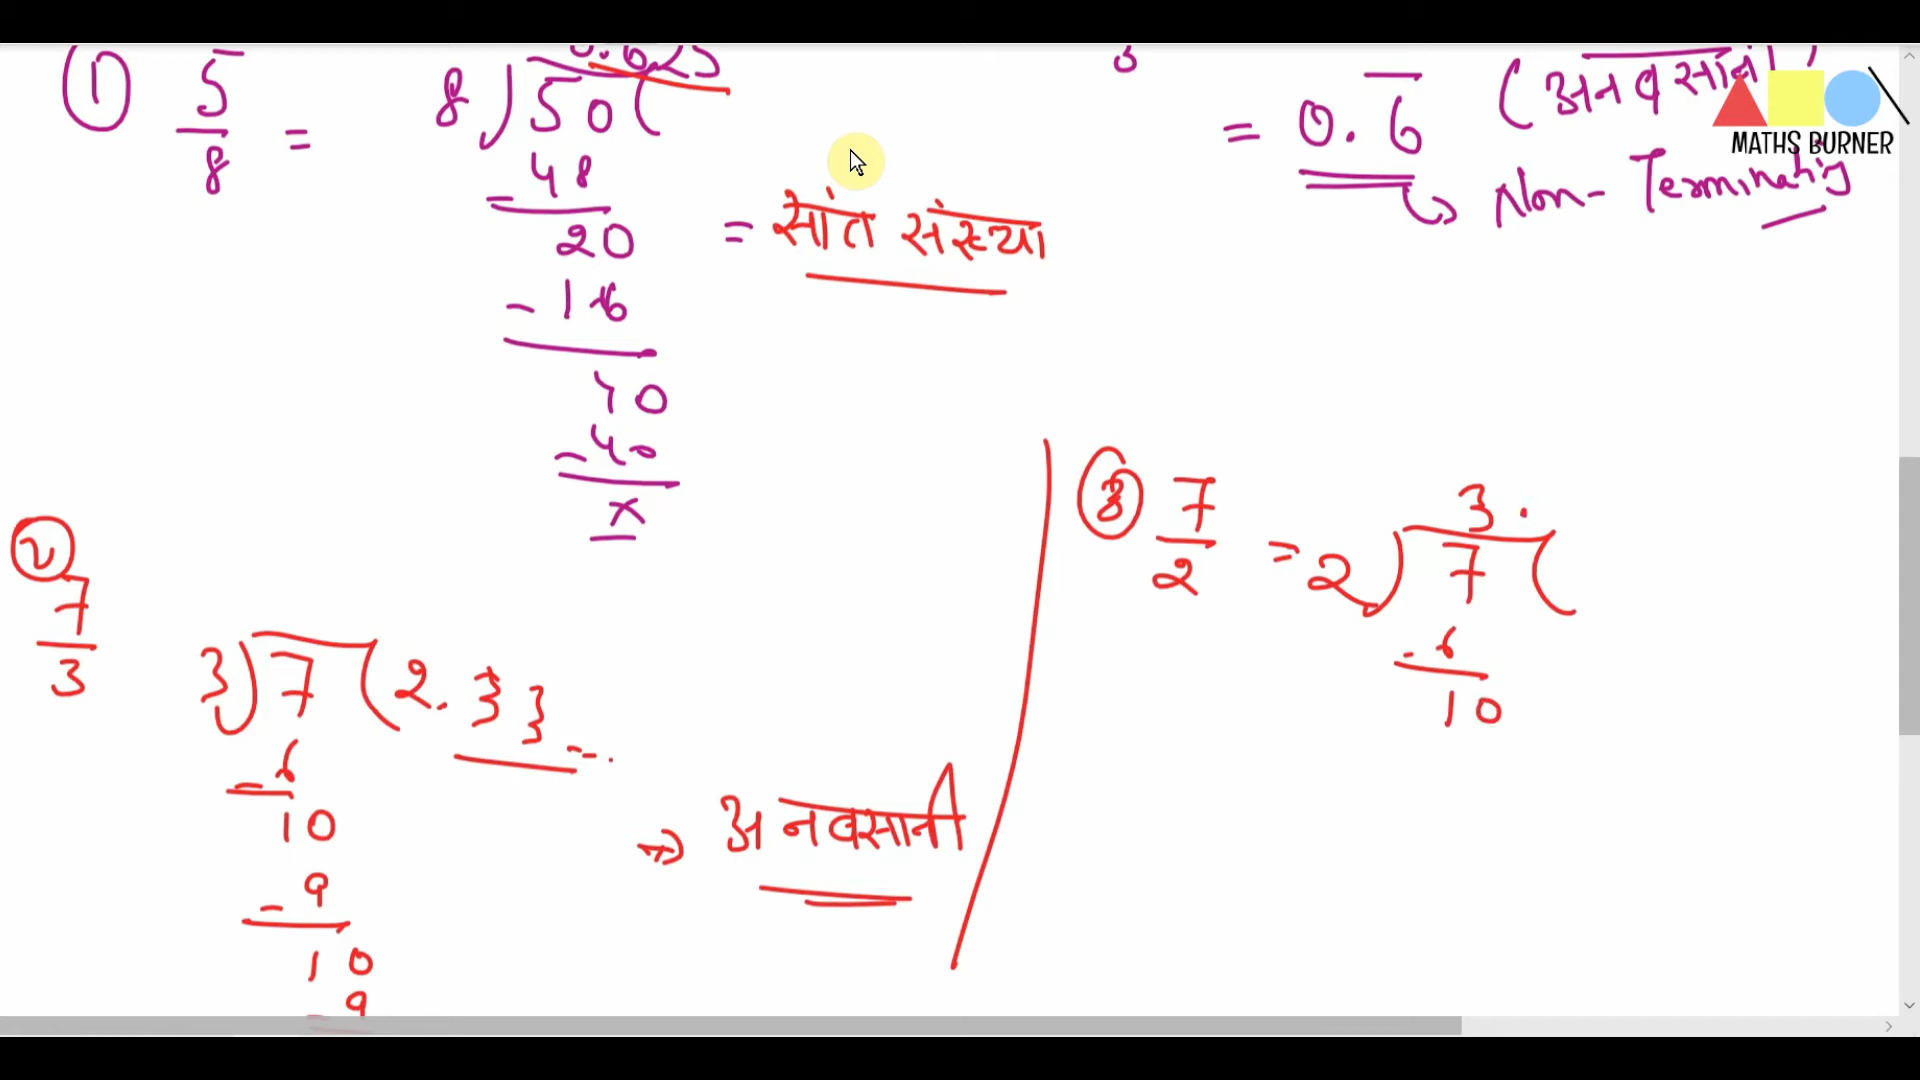 ① 5/8 =
0.625
8)50(
- 48
20
- 16
40
- 40
×
= सांत संख्या
3
= 0.6̅ (अनवसानी)
Non- Terminating
MATHS BURNER
② 7/3
3)7(2.33---
- 6
10
- 9
10
- 9
→ अनवसानी
③ 7/2 =
3.
2)7(
- 6
10